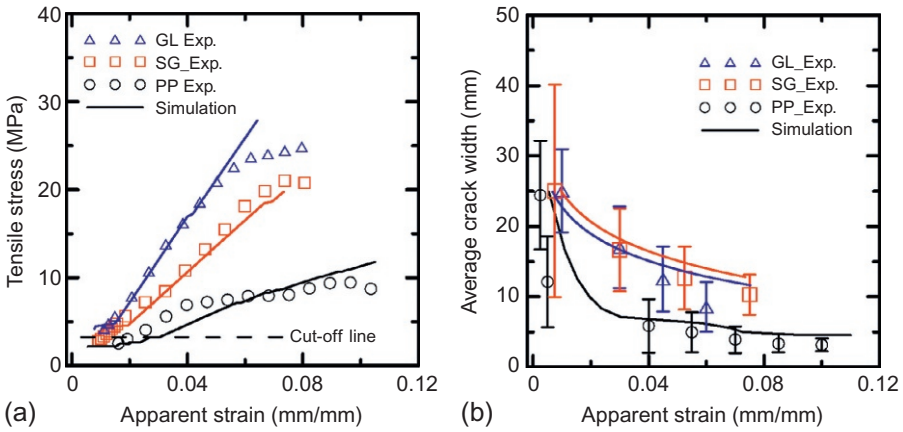 40
30
20
10
0
Tensile stress (MPa)
GL Exp.
SG_Exp.
PP Exp.
Simulation
Cut-off line
0 0.04 0.08 0.12
Apparent strain (mm/mm)
(a)
50
40
30
20
10
0
Average crack width (mm)
GL_Exp.
SG_Exp.
PP_Exp.
Simulation
0 0.04 0.08 0.12
Apparent strain (mm/mm)
(b)